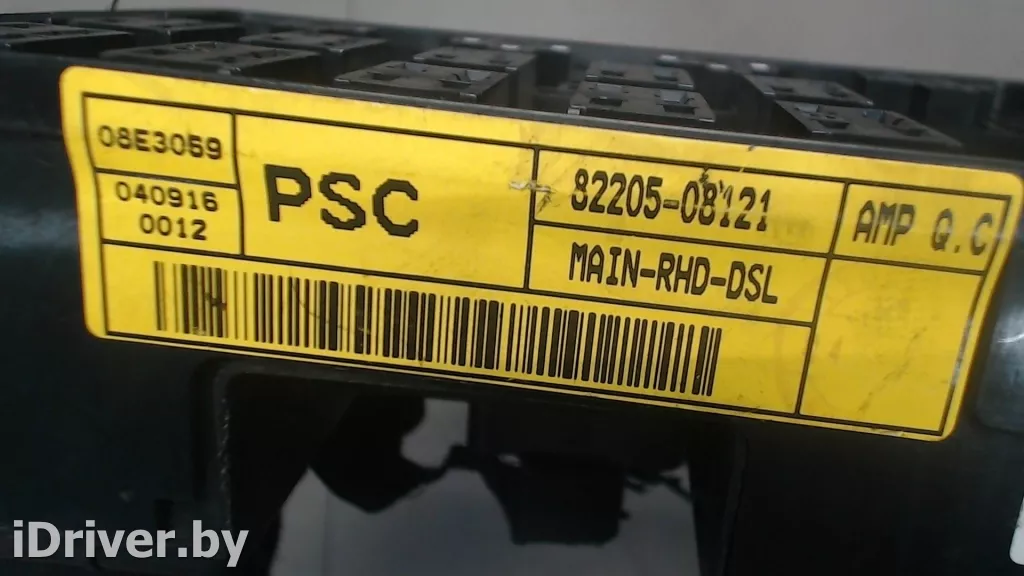 08E3059
040916
0012
PSC
82205-08121
MAIN-RHD-DSL
AMP Q.C
iDriver.by